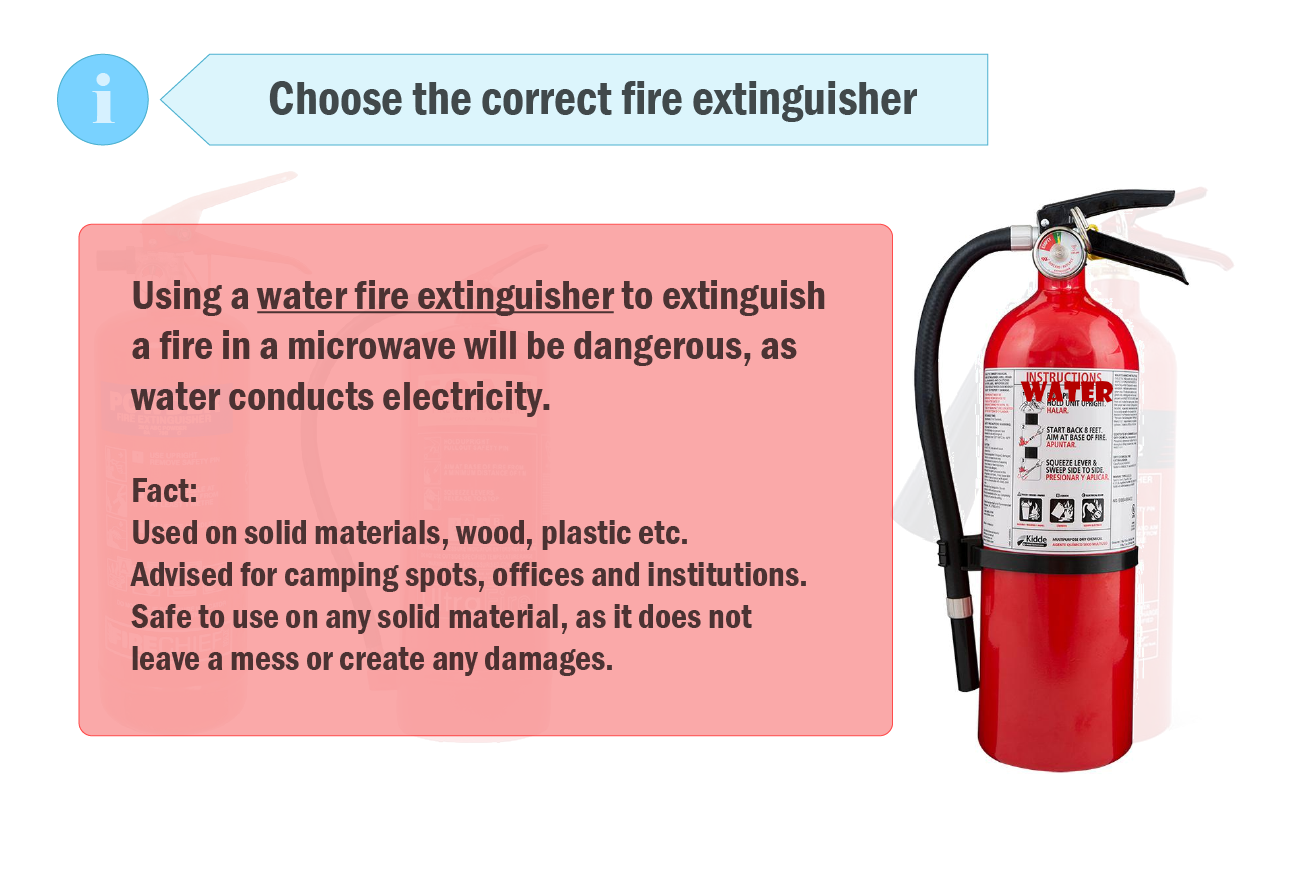 i
Choose the correct fire extinguisher
Using a water fire extinguisher to extinguish
a fire in a microwave will be dangerous, as
water conducts electricity.
Fact:
Used on solid materials, wood, plastic etc.
Advised for camping spots, offices and institutions.
Safe to use on any solid material, as it does not
leave a mess or create any damages.
INSTRUCTIONS
WATER
HOLD UNIT UPRIGHT.
HALAR.
START BACK 8 FEET.
AIM AT BASE OF FIRE.
APUNTAR.
SQUEEZE LEVER &
SWEEP SIDE TO SIDE.
PRESIONAR Y APLICAR
Kidde
MULTIPURPOSE DRY CHEMICAL